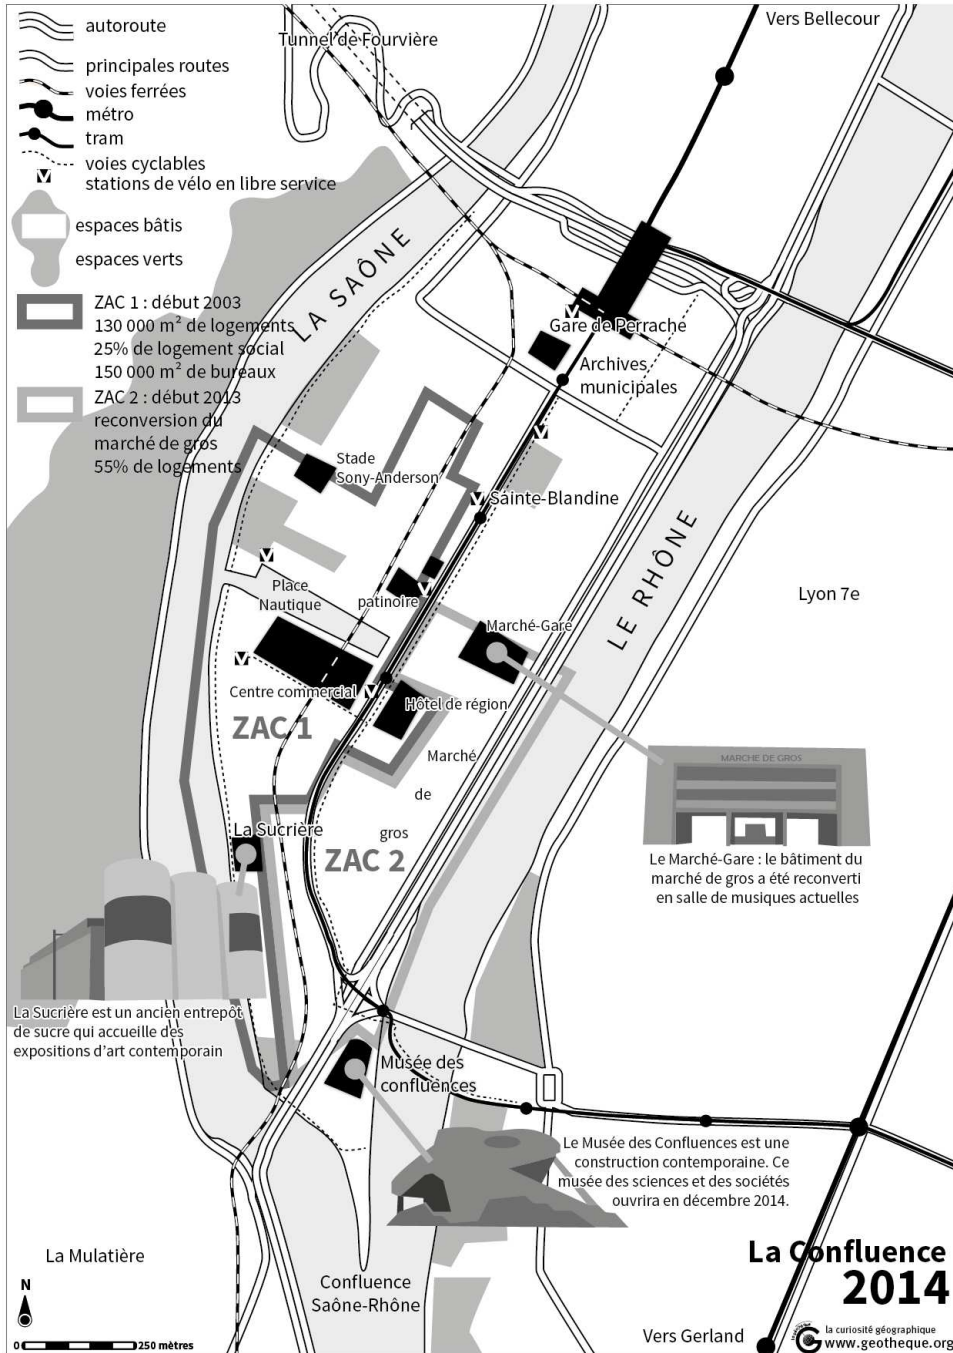 autoroute
principales routes
voies ferrées
métro
tram
voies cyclables
stations de vélo en libre service
espaces bâtis
espaces verts
ZAC 1 : début 2003
130 000 m² de logements
25% de logement social
150 000 m² de bureaux
ZAC 2 : début 2013
reconversion du
marché de gros
55% de logements
Tunnel de Fourvière
Vers Bellecour
LA SAÔNE
Gare de Perrache
Archives
municipales
Stade
Sony-Anderson
Sainte-Blandine
LE RHÔNE
Lyon 7e
Place
Nautique
patinoire
Marché-Gare
Centre commercial
Hôtel de région
ZAC 1
Marché
de
gros
MARCHE DE GROS
La Sucrière
ZAC 2
Le Marché-Gare : le bâtiment du
marché de gros a été reconverti
en salle de musiques actuelles
La Sucrière est un ancien entrepôt
de sucre qui accueille des
expositions d'art contemporain
Musée des
confluences
Le Musée des Confluences est une
construction contemporaine. Ce
musée des sciences et des sociétés
ouvrira en décembre 2014.
La Mulatière
La Confluence
2014
N
Confluence
Saône-Rhône
Vers Gerland
0 250 mètres
la curiosité géographique
www.geotheque.org